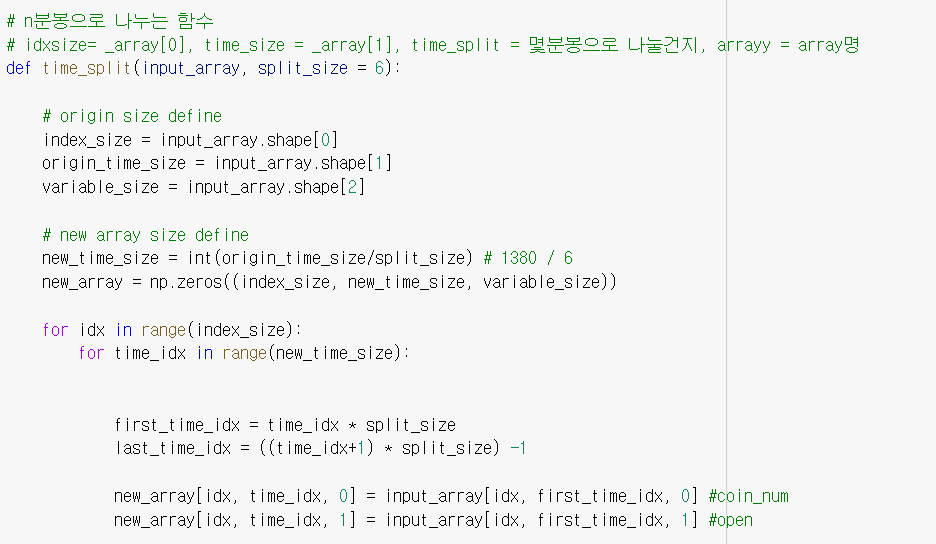 # n분봉으로 나누는 함수
# idxsize= _array[0], time_size = _array[1], time_split = 몇분봉으로 나눌건지, arrayy = array명
def time_split(input_array, split_size = 6):
# origin size define
index_size = input_array.shape[0]
origin_time_size = input_array.shape[1]
variable_size = input_array.shape[2]
# new array size define
new_time_size = int(origin_time_size/split_size) # 1380 / 6
new_array = np.zeros((index_size, new_time_size, variable_size))
for idx in range(index_size):
for time_idx in range(new_time_size):
first_time_idx = time_idx * split_size
last_time_idx = ((time_idx+1) * split_size) -1
new_array[idx, time_idx, 0] = input_array[idx, first_time_idx, 0] #coin_num
new_array[idx, time_idx, 1] = input_array[idx, first_time_idx, 1] #open